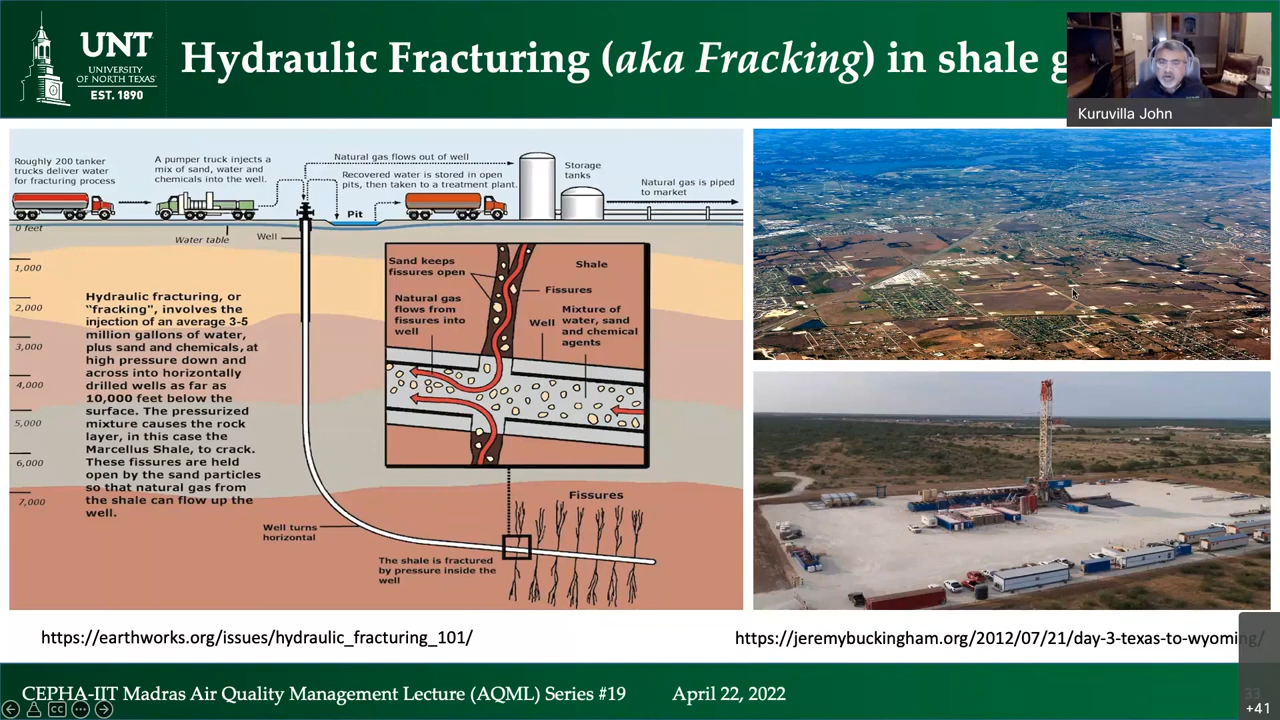 UNT
UNIVERSITY
OF NORTH TEXAS
EST. 1890
Hydraulic Fracturing (aka Fracking) in shale g
Kuruvilla John
Roughly 200 tanker
trucks deliver water
for fracturing process
A pumper truck injects a
mix of sand, water and
chemicals into the well.
Natural gas flows out of well
Recovered water is stored in open
pits, then taken to a treatment plant.
Storage
tanks
Natural gas is piped
to market
Pit
0 feet
Water table
Well
1,000
2,000
3,000
4,000
5,000
6,000
7,000
Hydraulic fracturing, or
"fracking", involves the
injection of an average 3-5
million gallons of water,
plus sand and chemicals, at
high pressure down and
across into horizontally
drilled wells as far as
10,000 feet below the
surface. The pressurized
mixture causes the rock
layer, in this case the
Marcellus Shale, to crack.
These fissures are held
open by the sand particles
so that natural gas from
the shale can flow up the
well.
Sand keeps
fissures open
Shale
Fissures
Natural gas
flows from
fissures into
well
Well
Mixture of
water, sand
and chemical
agents
Fissures
Well turns
horizontal
The shale is fractured
by pressure inside the
well
https://earthworks.org/issues/hydraulic_fracturing_101/
https://jeremybuckingham.org/2012/07/21/day-3-texas-to-wyoming/
CEPHA-IIT Madras Air Quality Management Lecture (AQML) Series #19
April 22, 2022
33
+41
CC